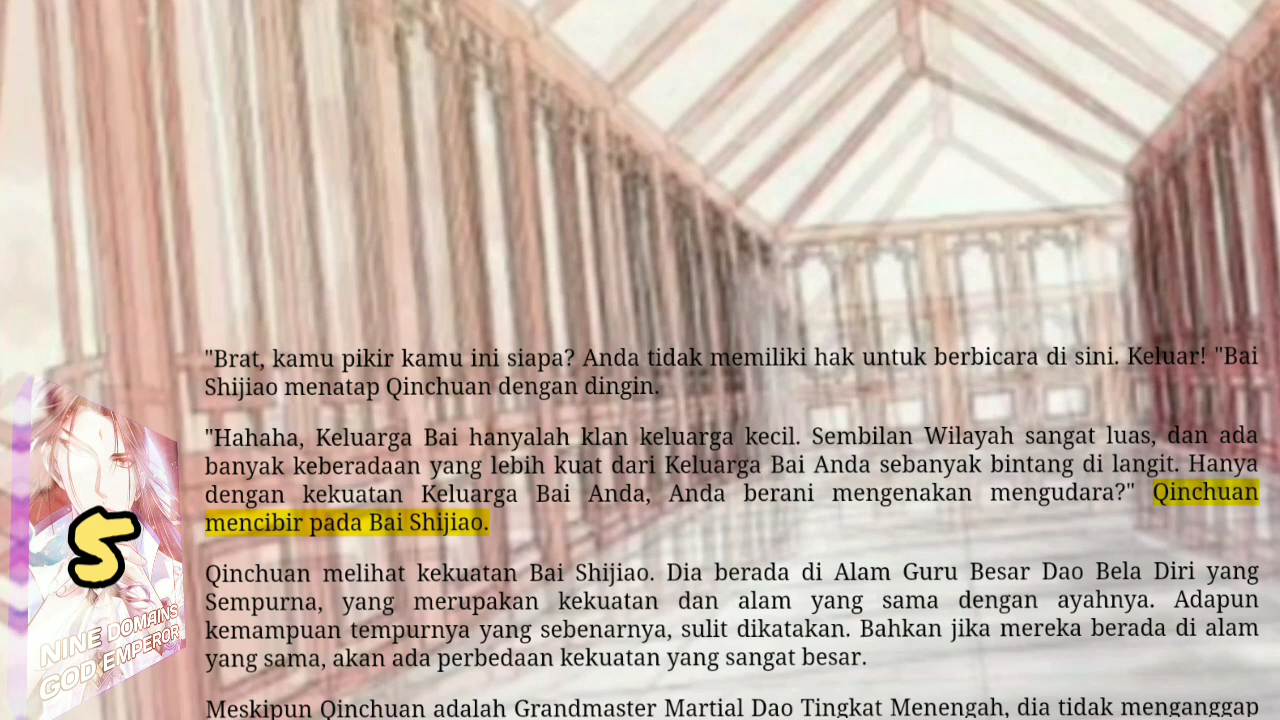 "Brat, kamu pikir kamu ini siapa? Anda tidak memiliki hak untuk berbicara di sini. Keluar! "Bai
Shijiao menatap Qinchuan dengan dingin.
"Hahaha, Keluarga Bai hanyalah klan keluarga kecil. Sembilan Wilayah sangat luas, dan ada
banyak keberadaan yang lebih kuat dari Keluarga Bai Anda sebanyak bintang di langit. Hanya
dengan kekuatan Keluarga Bai Anda, Anda berani mengenakan mengudara?" Qinchuan
mencibir pada Bai Shijiao.
Qinchuan melihat kekuatan Bai Shijiao. Dia berada di Alam Guru Besar Dao Bela Diri yang
Sempurna, yang merupakan kekuatan dan alam yang sama dengan ayahnya. Adapun
kemampuan tempurnya yang sebenarnya, sulit dikatakan. Bahkan jika mereka berada di alam
yang sama, akan ada perbedaan kekuatan yang sangat besar.
Meskipun Qinchuan adalah Grandmaster Martial Dao Tingkat Menengah, dia tidak menganggap
5
NINE DOMAINS
GOD EMPEROR